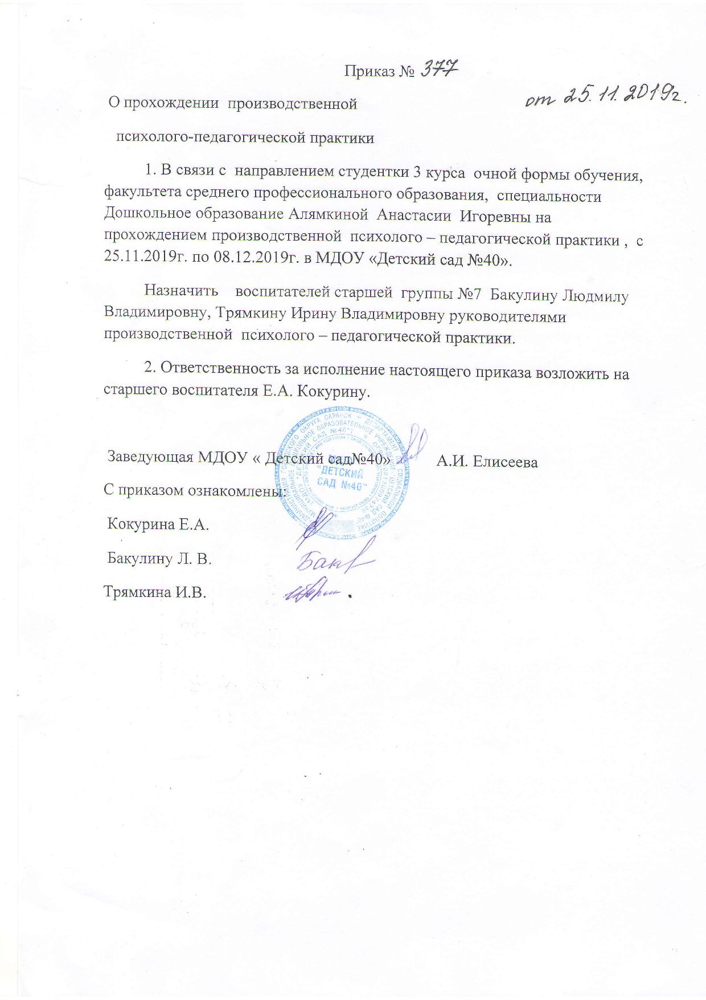 Приказ № 377
от 25.11.2019г.
О прохождении производственной
психолого-педагогической практики
1. В связи с направлением студентки 3 курса очной формы обучения,
факультета среднего профессионального образования, специальности
Дошкольное образование Алямкиной Анастасии Игоревны на
прохождением производственной психолого – педагогической практики , с
25.11.2019г. по 08.12.2019г. в МДОУ «Детский сад №40».
Назначить воспитателей старшей группы №7 Бакулину Людмилу
Владимировну, Трямкину Ирину Владимировну руководителями
производственной психолого – педагогической практики.
2. Ответственность за исполнение настоящего приказа возложить на
старшего воспитателя Е.А. Кокурину.
Заведующая МДОУ « Детский сад№40» А.И. Елисеева
"ДЕТСКИЙ
САД №40"
С приказом ознакомлены:
Кокурина Е.А.
Бакулину Л. В.
Трямкина И.В.